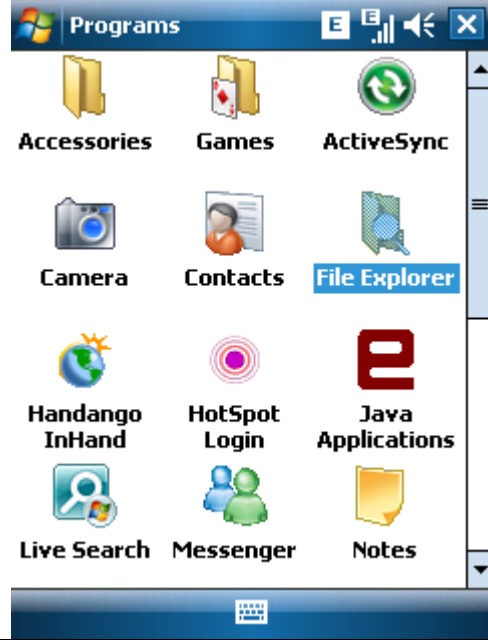 Programs E E
Accessories Games ActiveSync
Camera Contacts File Explorer
Handango HotSpot Java
InHand Login Applications
Live Search Messenger Notes